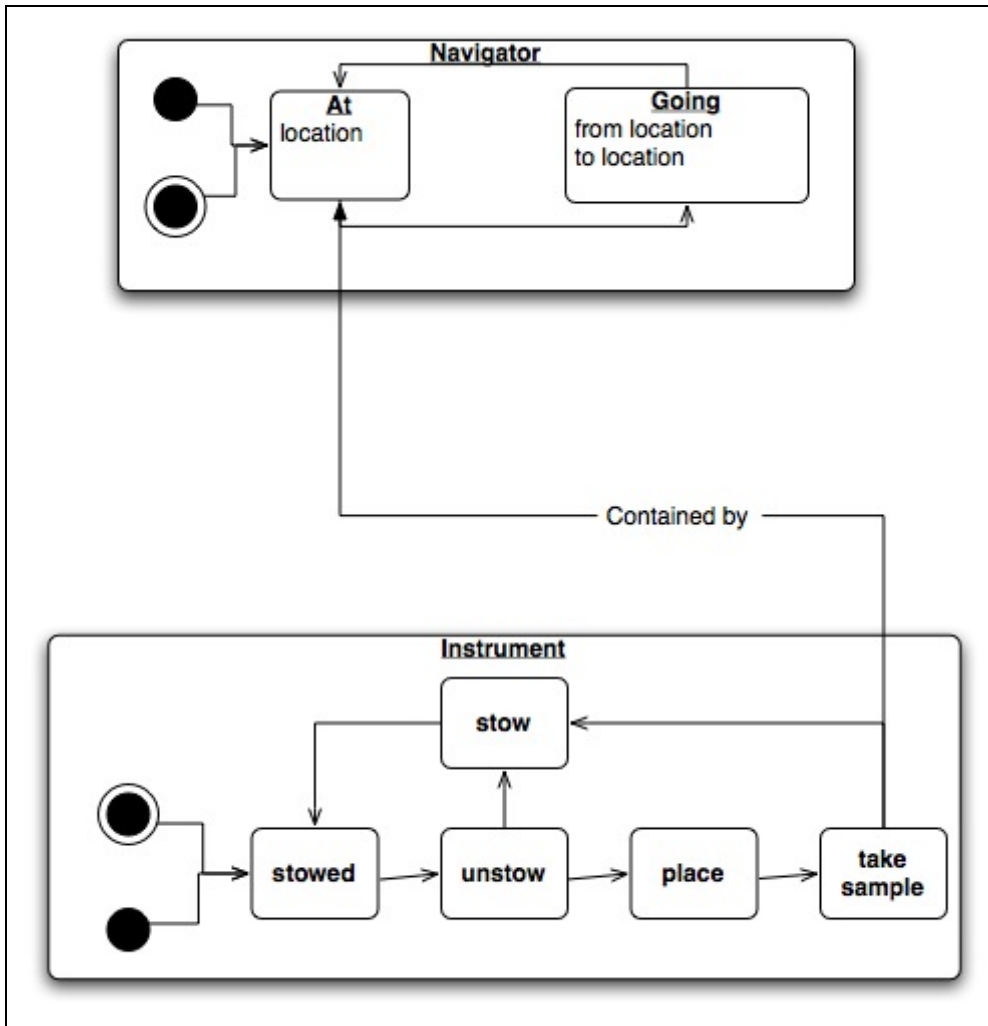 Navigator
At
location
Going
from location
to location
Contained by
Instrument
stow
stowed
unstow
place
take
sample